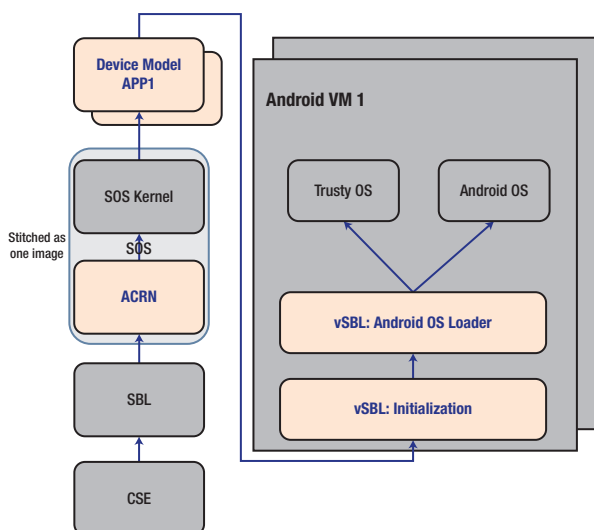 Device Model
APP1
Android VM 1
SOS Kernel
Trusty OS
Android OS
Stitched as
one image
SOS
ACRN
vSBL: Android OS Loader
SBL
vSBL: Initialization
CSE